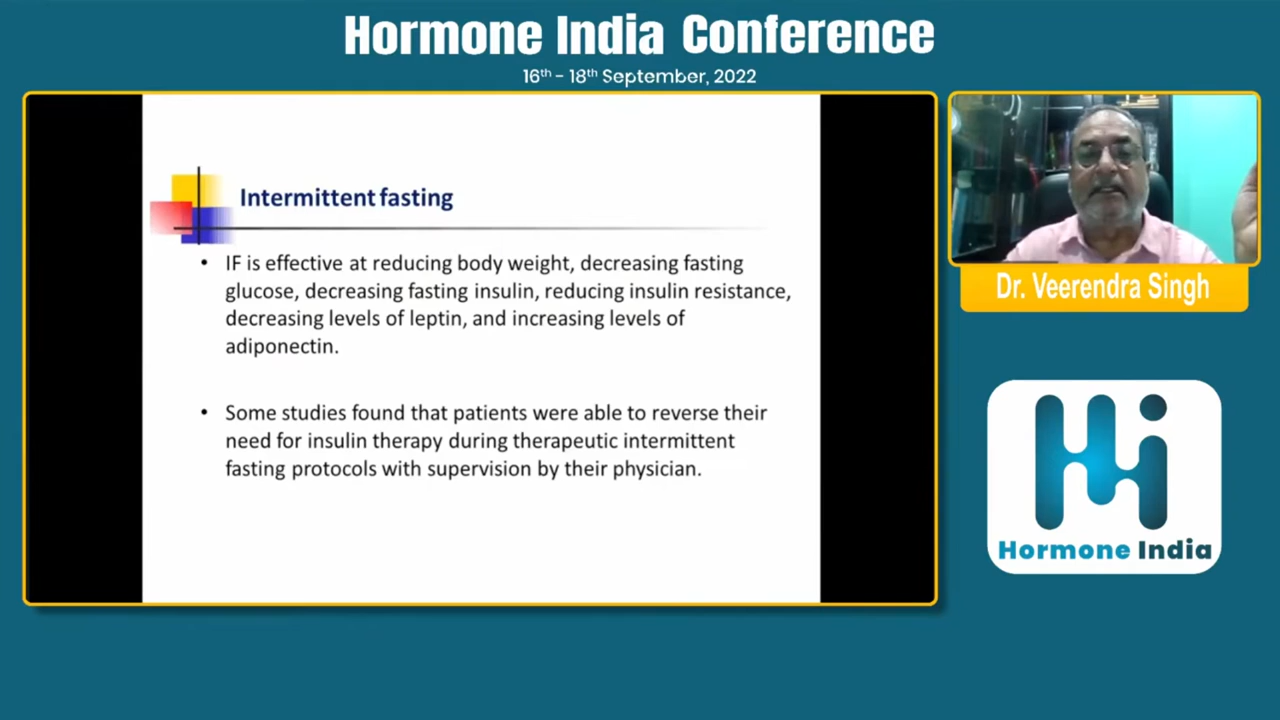 Hormone India Conference
16th - 18th September, 2022
Intermittent fasting
• IF is effective at reducing body weight, decreasing fasting
glucose, decreasing fasting insulin, reducing insulin resistance,
decreasing levels of leptin, and increasing levels of
adiponectin.
• Some studies found that patients were able to reverse their
need for insulin therapy during therapeutic intermittent
fasting protocols with supervision by their physician.
Dr. Veerendra Singh
Hi
Hormone India